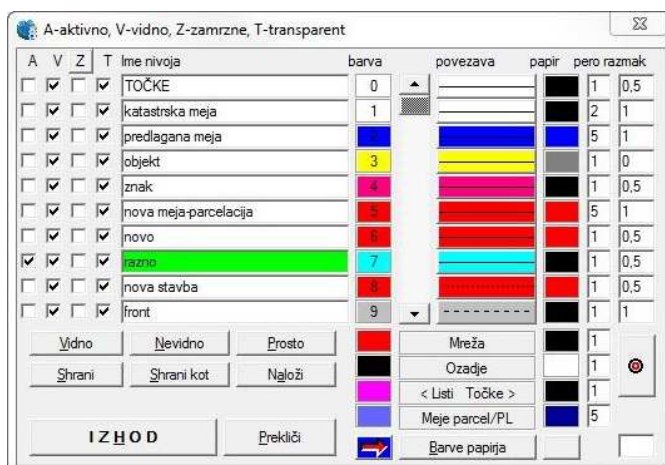 A-aktivno, V-vidno, Z-zamrzne, T-transparent
A V Z T Ime nivoja barva povezava papir pero razmak
TOČKE 0 1 0,5
katastrska meja 1 2 1
predlagana meja 2 5 1
objekt 3 1 0
znak 4 1 0,5
nova meja-parcelacija 5 5 1
novo 6 1 0,5
razno 7 1 0,5
nova stavba 8 1 0,5
front 9 1 1
Vidno Nevidno Prosto Mreža 1
Shrani Shrani kot Naloži Ozadje 1
< Listi Točke > 1
Meje parcel/PL 5
IZHOD Prekliči Barve papirja